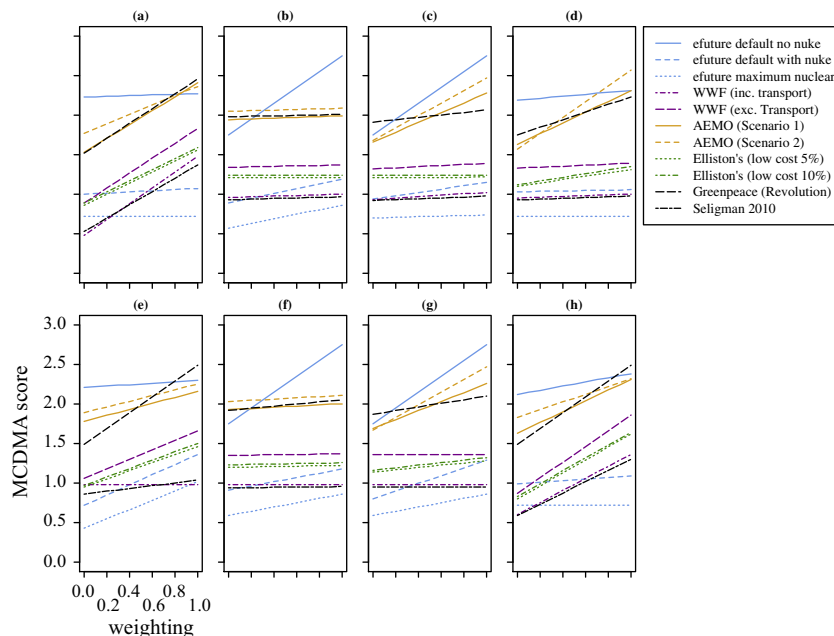 (a) (b) (c) (d)
efuture default no nuke
efuture default with nuke
efuture maximum nuclear
WWF (inc. transport)
WWF (exc. Transport)
AEMO (Scenario 1)
AEMO (Scenario 2)
Elliston's (low cost 5%)
Elliston's (low cost 10%)
Greenpeace (Revolution)
Seligman 2010
(e) (f) (g) (h)
3.0
2.5
2.0
1.5
1.0
0.5
0.0
MCDMA score
0.0 0.4 0.8
0.2 0.6 1.0
weighting